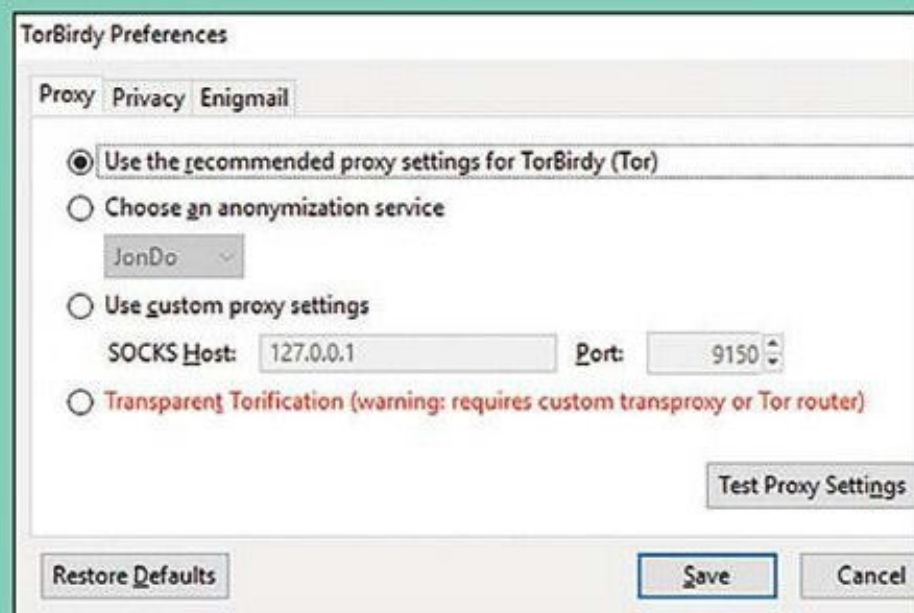 TorBirdy Preferences
Proxy Privacy Enigmail
Use the recommended proxy settings for TorBirdy (Tor)
Choose an anonymization service
JonDo
Use custom proxy settings
SOCKS Host: 127.0.0.1 Port: 9150
Transparent Torification (warning: requires custom transproxy or Tor router)
Test Proxy Settings
Restore Defaults Save Cancel